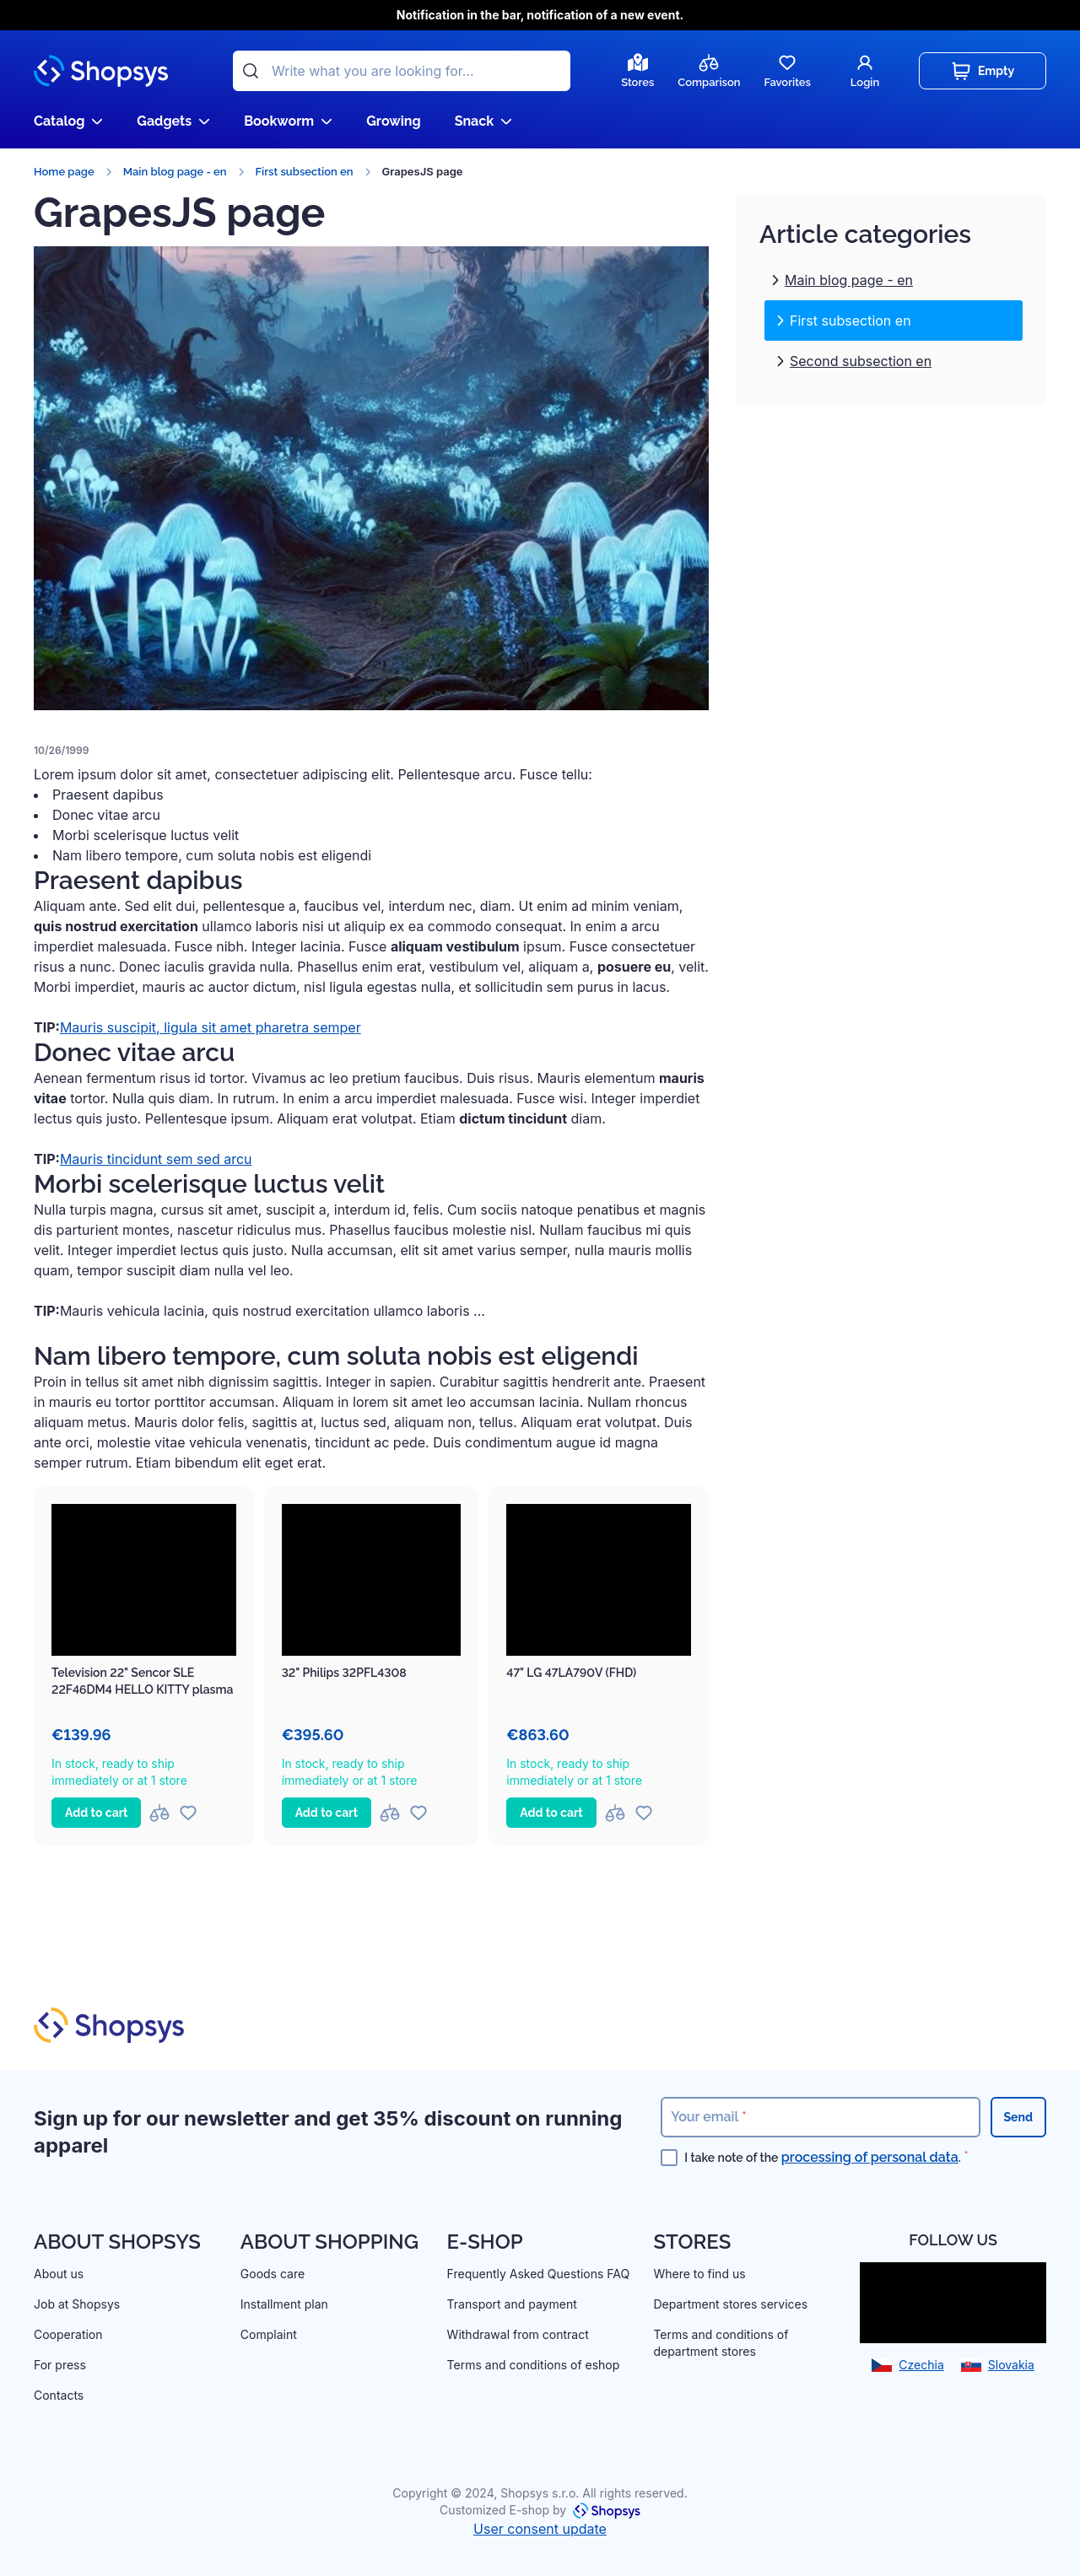 Notification in the bar, notification of a new event.
Shopsys
Write what you are looking for...
Stores
Comparison
Favorites
Login
Empty
Catalog
Gadgets
Bookworm
Growing
Snack
Home page
Main blog page - en
First subsection en
GrapesJS page
GrapesJS page
Article categories
Main blog page - en
First subsection en
Second subsection en
10/26/1999
Lorem ipsum dolor sit amet, consectetuer adipiscing elit. Pellentesque arcu. Fusce tellu:
• Praesent dapibus
• Donec vitae arcu
• Morbi scelerisque luctus velit
• Nam libero tempore, cum soluta nobis est eligendi
Praesent dapibus
Aliquam ante. Sed elit dui, pellentesque a, faucibus vel, interdum nec, diam. Ut enim ad minim veniam,
quis nostrud exercitation ullamco laboris nisi ut aliquip ex ea commodo consequat. In enim a arcu
imperdiet malesuada. Fusce nibh. Integer lacinia. Fusce aliquam vestibulum ipsum. Fusce consectetuer
risus a nunc. Donec iaculis gravida nulla. Phasellus enim erat, vestibulum vel, aliquam a, posuere eu, velit.
Morbi imperdiet, mauris ac auctor dictum, nisl ligula egestas nulla, et sollicitudin sem purus in lacus.
TIP:Mauris suscipit, ligula sit amet pharetra semper
Donec vitae arcu
Aenean fermentum risus id tortor. Vivamus ac leo pretium faucibus. Duis risus. Mauris elementum mauris
vitae tortor. Nulla quis diam. In rutrum. In enim a arcu imperdiet malesuada. Fusce wisi. Integer imperdiet
lectus quis justo. Pellentesque ipsum. Aliquam erat volutpat. Etiam dictum tincidunt diam.
TIP:Mauris tincidunt sem sed arcu
Morbi scelerisque luctus velit
Nulla turpis magna, cursus sit amet, suscipit a, interdum id, felis. Cum sociis natoque penatibus et magnis
dis parturient montes, nascetur ridiculus mus. Phasellus faucibus molestie nisl. Nullam faucibus mi quis
velit. Integer imperdiet lectus quis justo. Nulla accumsan, elit sit amet varius semper, nulla mauris mollis
quam, tempor suscipit diam nulla vel leo.
TIP:Mauris vehicula lacinia, quis nostrud exercitation ullamco laboris ...
Nam libero tempore, cum soluta nobis est eligendi
Proin in tellus sit amet nibh dignissim sagittis. Integer in sapien. Curabitur sagittis hendrerit ante. Praesent
in mauris eu tortor porttitor accumsan. Aliquam in lorem sit amet leo accumsan lacinia. Nullam rhoncus
aliquam metus. Mauris dolor felis, sagittis at, luctus sed, aliquam non, tellus. Aliquam erat volutpat. Duis
ante orci, molestie vitae vehicula venenatis, tincidunt ac pede. Duis condimentum augue id magna
semper rutrum. Etiam bibendum elit eget erat.
Television 22" Sencor SLE
22F46DM4 HELLO KITTY plasma
€139.96
In stock, ready to ship
immediately or at 1 store
Add to cart
32" Philips 32PFL4308
€395.60
In stock, ready to ship
immediately or at 1 store
Add to cart
47" LG 47LA790V (FHD)
€863.60
In stock, ready to ship
immediately or at 1 store
Add to cart
Shopsys
Sign up for our newsletter and get 35% discount on running
apparel
Your email *
Send
I take note of the processing of personal data. *
ABOUT SHOPSYS
About us
Job at Shopsys
Cooperation
For press
Contacts
ABOUT SHOPPING
Goods care
Installment plan
Complaint
E-SHOP
Frequently Asked Questions FAQ
Transport and payment
Withdrawal from contract
Terms and conditions of eshop
STORES
Where to find us
Department stores services
Terms and conditions of
department stores
FOLLOW US
Czechia
Slovakia
Copyright © 2024, Shopsys s.r.o. All rights reserved.
Customized E-shop by Shopsys
User consent update